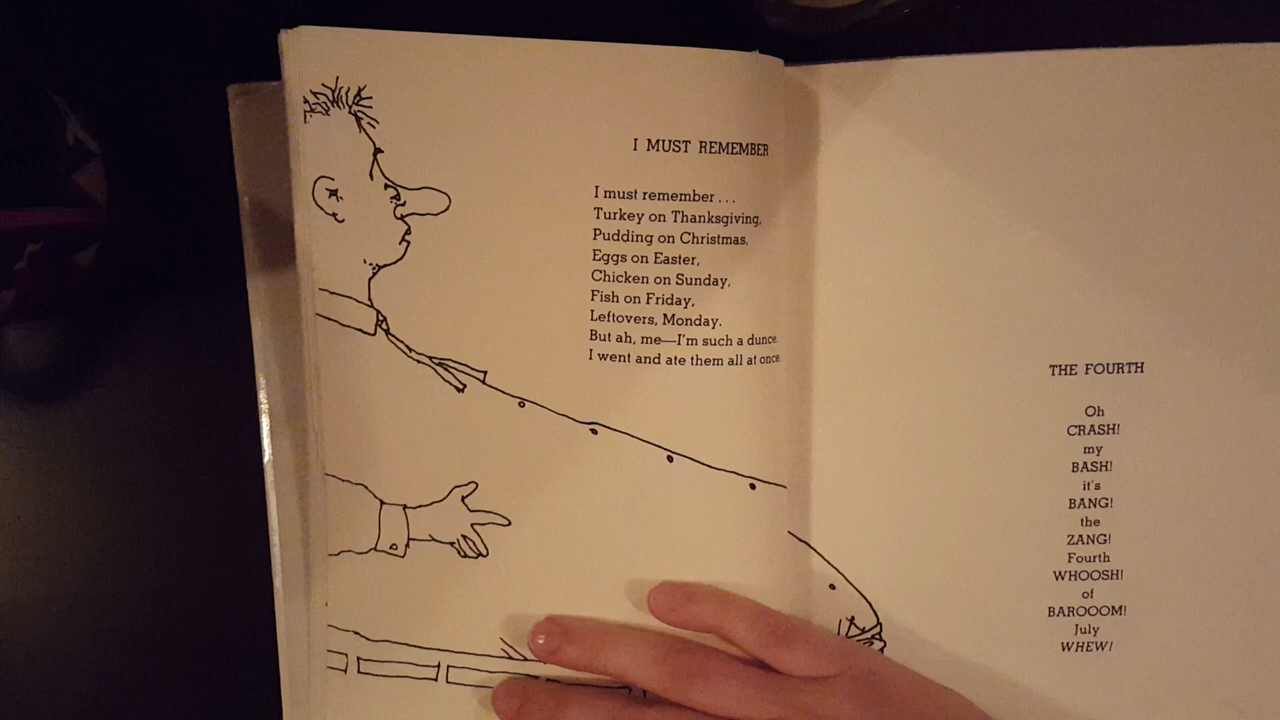 I MUST REMEMBER
I must remember . . .
Turkey on Thanksgiving,
Pudding on Christmas,
Eggs on Easter,
Chicken on Sunday,
Fish on Friday,
Leftovers, Monday.
But ah, me—I'm such a dunce.
I went and ate them all at once.
THE FOURTH
Oh
CRASH!
my
BASH!
it's
BANG!
the
ZANG!
Fourth
WHOOSH!
of
BAROOOM!
July
WHEW!